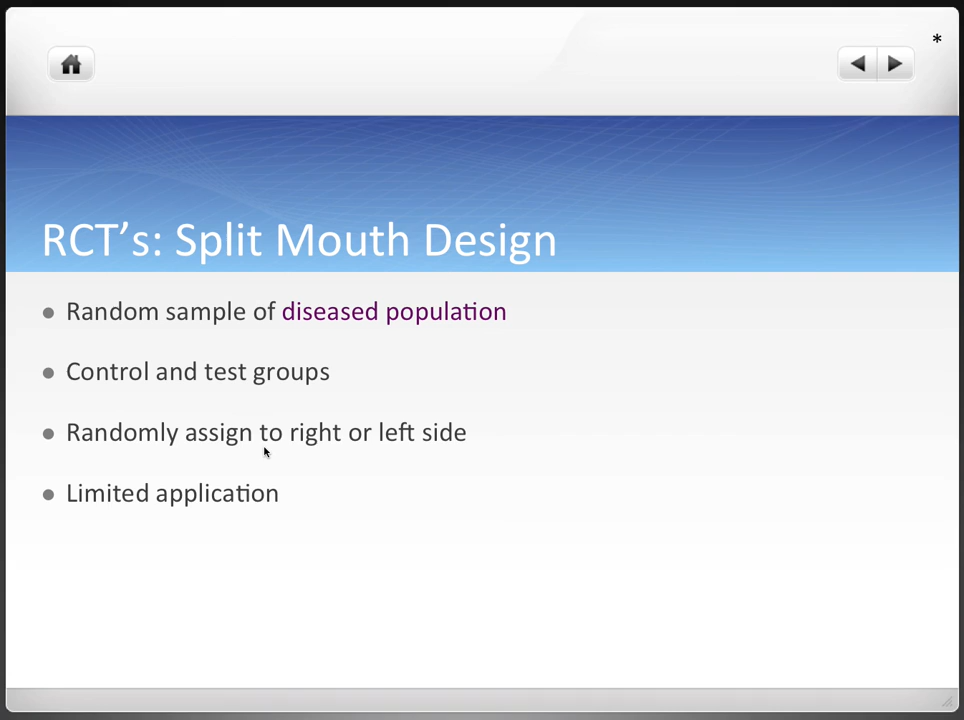 *
RCT’s: Split Mouth Design
● Random sample of diseased population
● Control and test groups
● Randomly assign to right or left side
● Limited application